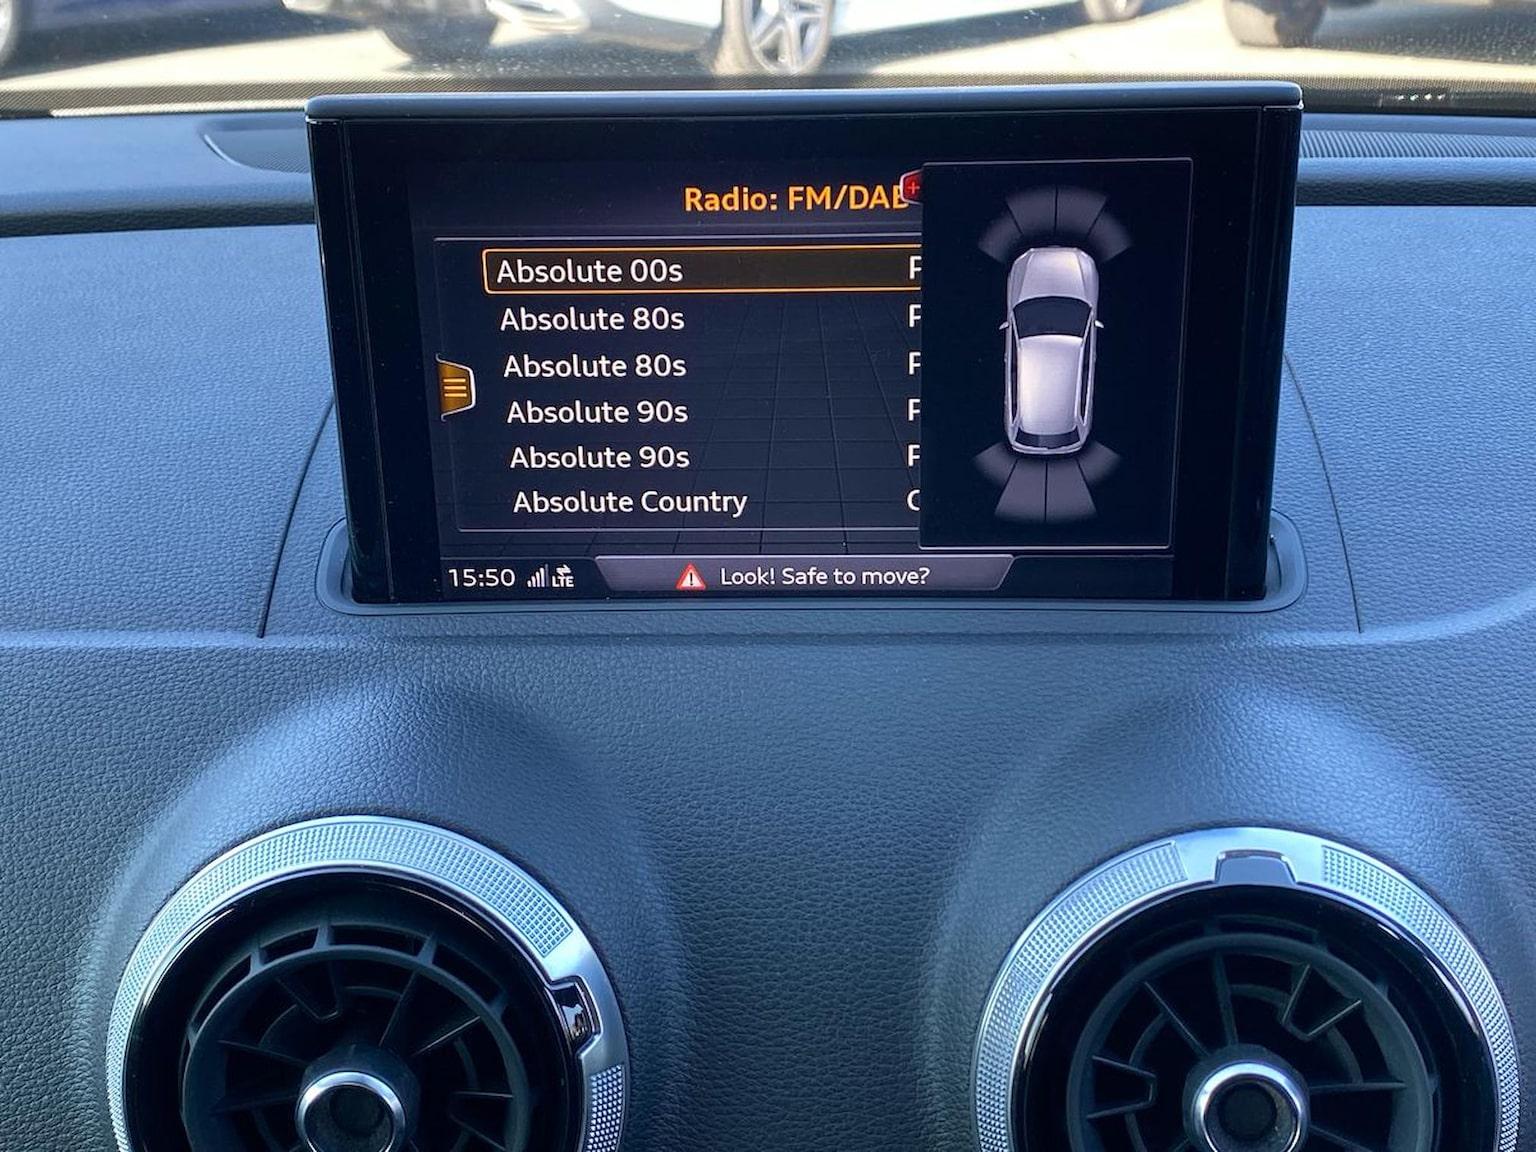 Radio: FM/DAB
Absolute 00s P
Absolute 80s P
Absolute 80s P
Absolute 90s P
Absolute 90s P
Absolute Country C
15:50 LTE Look! Safe to move?